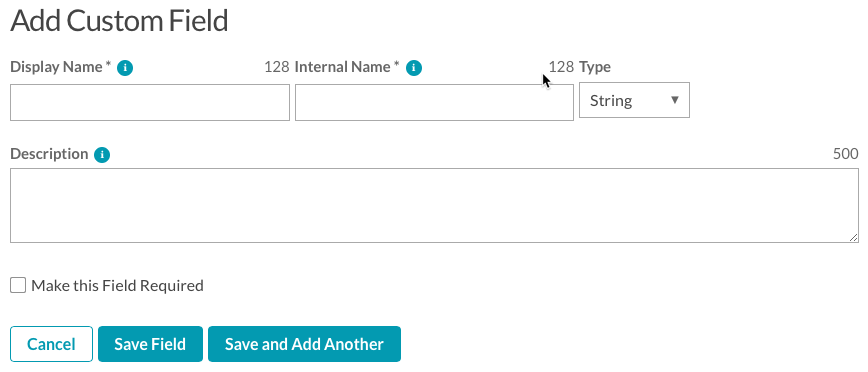 Add Custom Field
Display Name * i 128 Internal Name * i 128 Type
String
Description i 500
Make this Field Required
Cancel Save Field Save and Add Another